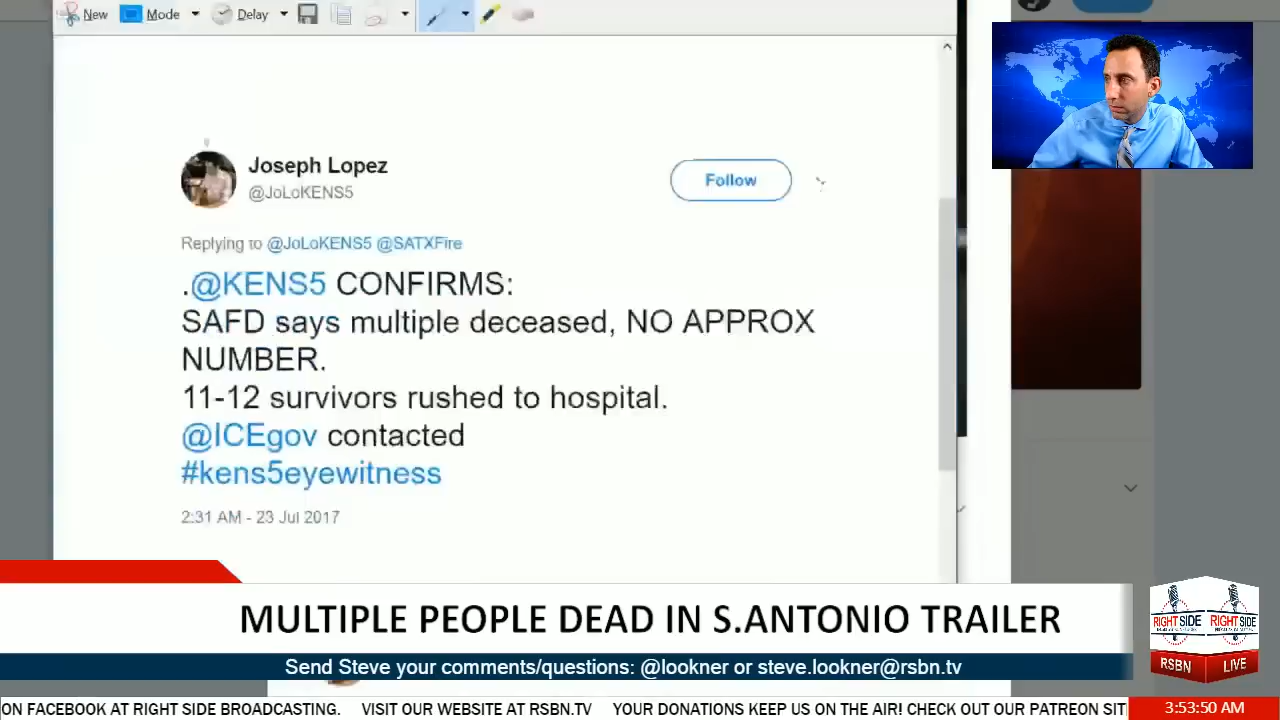 New Mode Delay
Joseph Lopez
@JoLoKENS5
Follow
Replying to @JoLoKENS5 @SATXFire
.@KENS5 CONFIRMS:
SAFD says multiple deceased, NO APPROX
NUMBER.
11-12 survivors rushed to hospital.
@ICEgov contacted
#kens5eyewitness
2:31 AM - 23 Jul 2017
MULTIPLE PEOPLE DEAD IN S.ANTONIO TRAILER
Send Steve your comments/questions: @lookner or steve.lookner@rsbn.tv
RIGHT SIDE RIGHT SIDE
RSBN LIVE
ON FACEBOOK AT RIGHT SIDE BROADCASTING. VISIT OUR WEBSITE AT RSBN.TV YOUR DONATIONS KEEP US ON THE AIR! CHECK OUT OUR PATREON SIT
3:53:50 AM